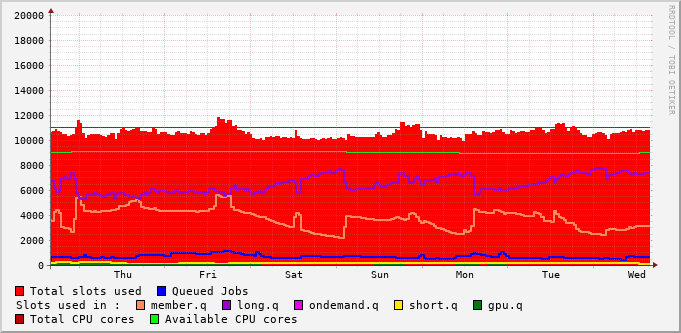 20000
18000
16000
14000
12000
10000
8000
6000
4000
2000
0
Thu Fri Sat Sun Mon Tue Wed
RRDTOOL / TOBI OETIKER
Total slots used Queued Jobs
Slots used in : member.q long.q ondemand.q short.q gpu.q
Total CPU cores Available CPU cores